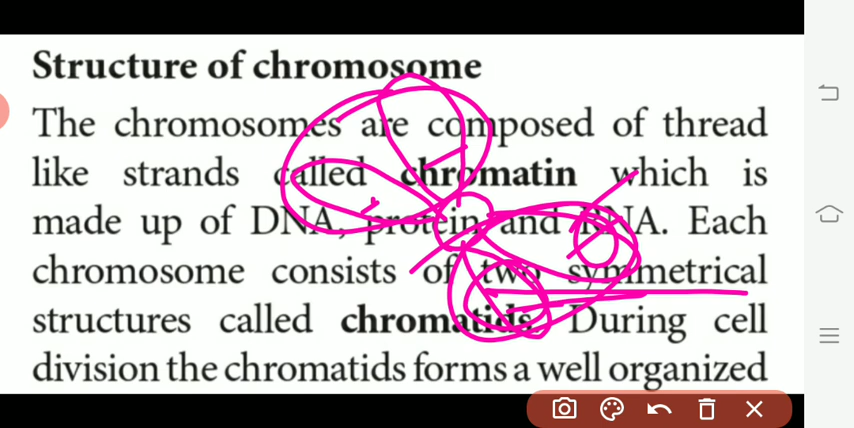 Structure of chromosome
The chromosomes are composed of thread
like strands called chromatin which is
made up of DNA, protein and RNA. Each
chromosome consists of two symmetrical
structures called chromatids. During cell
division the chromatids forms a well organized